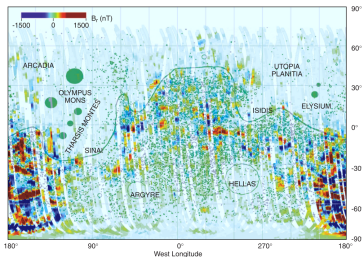 90°
-1500 0 1500 Br (nT)
60°
ARCADIA
UTOPIA
PLANITIA
OLYMPUS
MONS
30°
ELYSIUM
THARSIS MONTES
ISIDIS
0°
SINAI
-30
HELLAS
ARGYRE
-60
-90
180° 90° 0° 270° 180°
West Longitude